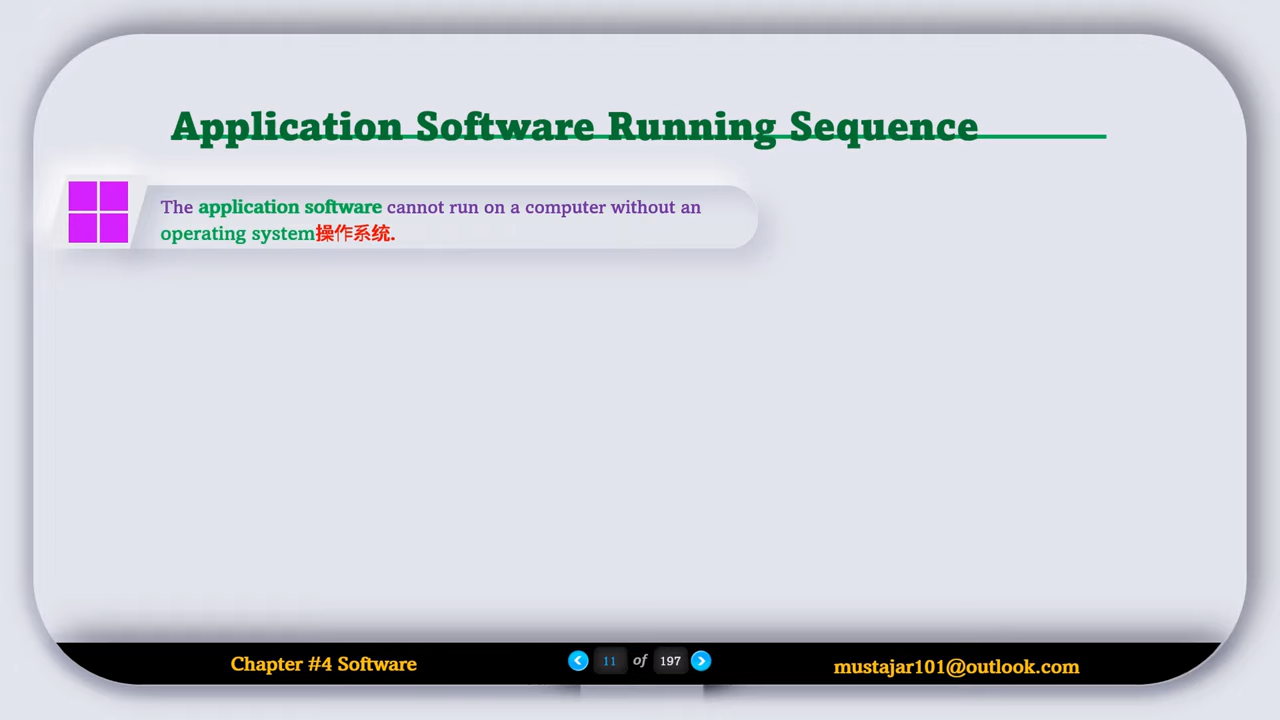 Application Software Running Sequence
The application software cannot run on a computer without an
operating system操作系统.
Chapter #4 Software
11 of 197
mustajar101@outlook.com